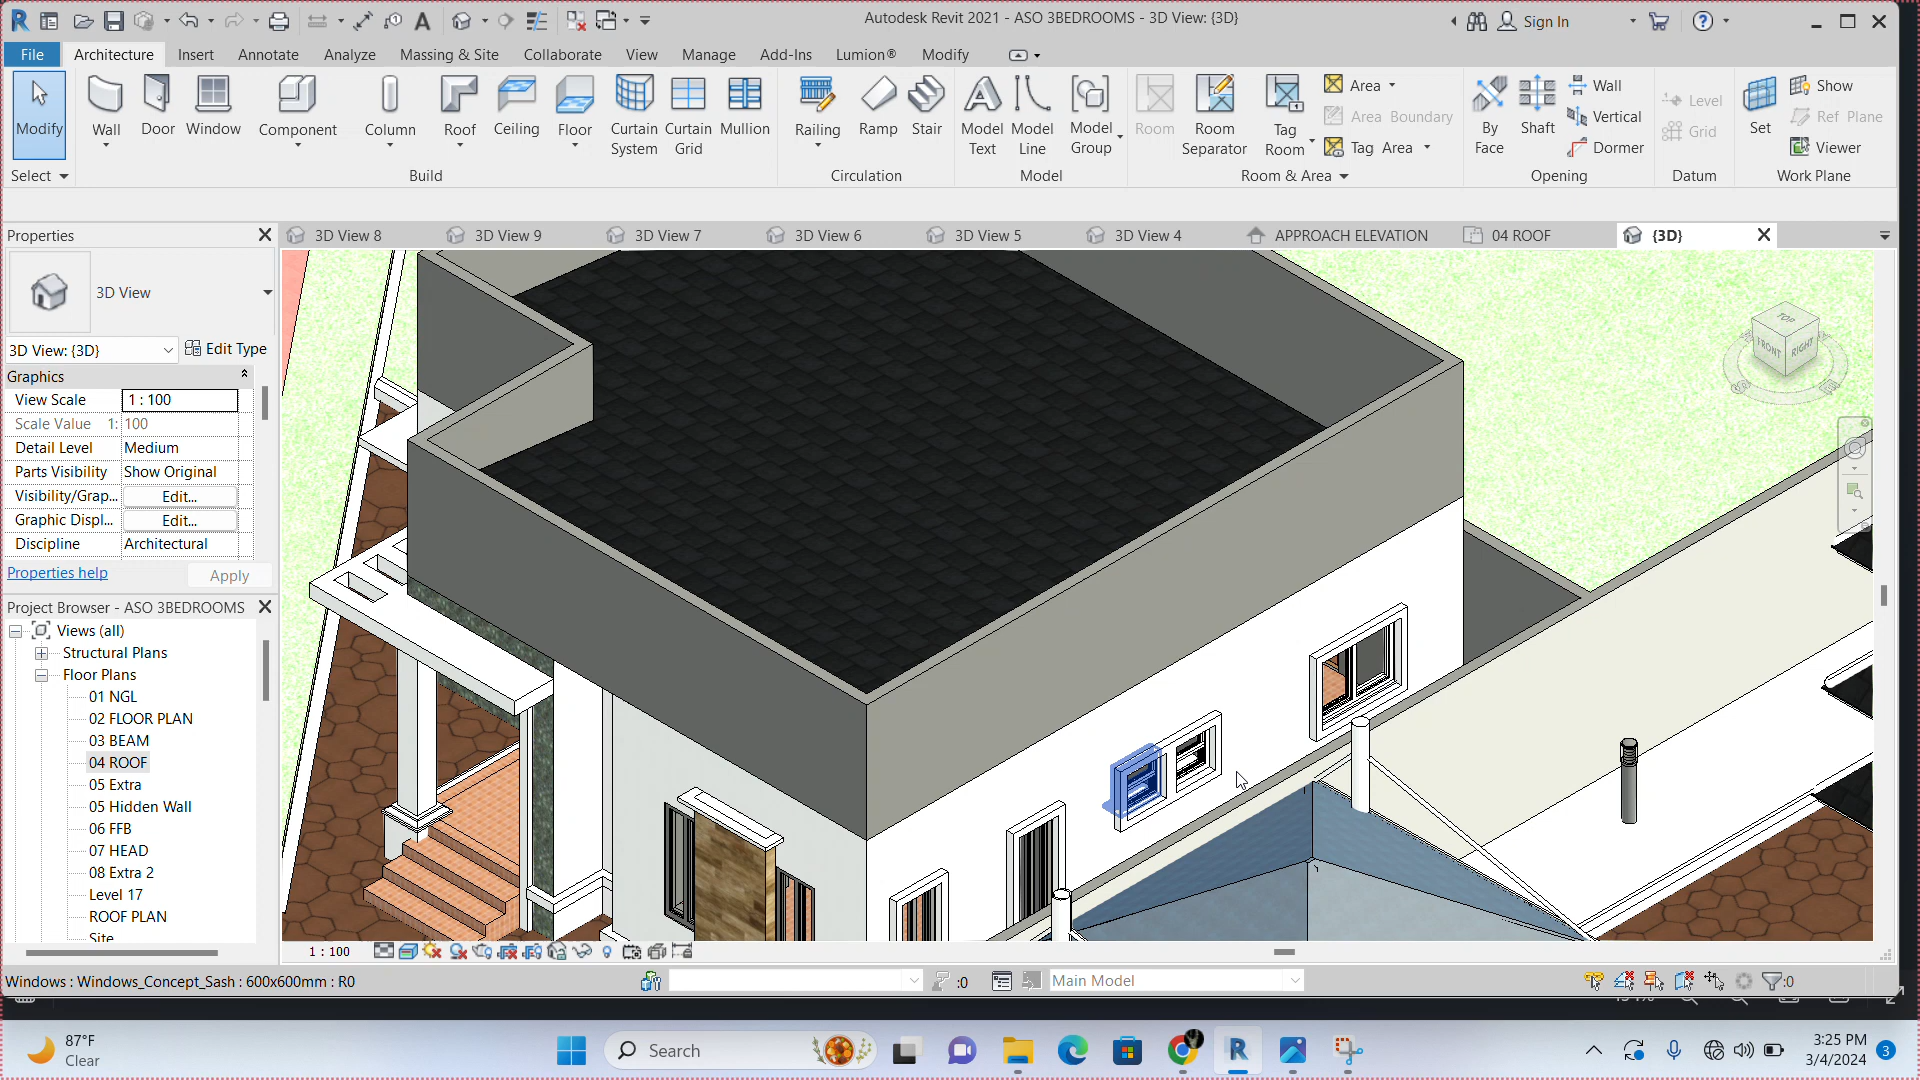 Autodesk Revit 2021 - ASO 3BEDROOMS - 3D View: {3D}
Sign In
File Architecture Insert Annotate Analyze Massing & Site Collaborate View Manage Add-Ins Lumion® Modify
Modify
Wall
Door
Window
Component
Column
Roof
Ceiling
Floor
Curtain System
Curtain Grid
Mullion
Railing
Ramp
Stair
Model Text
Model Line
Model Group
Room
Room Separator
Tag Room
Area
Area Boundary
Tag Area
By Face
Shaft
Wall
Vertical
Dormer
Level
Grid
Set
Show
Ref Plane
Viewer
Select
Build
Circulation
Model
Room & Area
Opening
Datum
Work Plane
Properties
3D View 8
3D View 9
3D View 7
3D View 6
3D View 5
3D View 4
APPROACH ELEVATION
04 ROOF
{3D}
3D View
3D View: {3D}
Edit Type
Graphics
View Scale 1 : 100
Scale Value 1: 100
Detail Level Medium
Parts Visibility Show Original
Visibility/Grap... Edit...
Graphic Displ... Edit...
Discipline Architectural
Properties help Apply
Project Browser - ASO 3BEDROOMS
Views (all)
Structural Plans
Floor Plans
01 NGL
02 FLOOR PLAN
03 BEAM
04 ROOF
05 Extra
05 Hidden Wall
06 FFB
07 HEAD
08 Extra 2
Level 17
ROOF PLAN
Site
TOP
FRONT
RIGHT
1 : 100
Windows : Windows_Concept_Sash : 600x600mm : R0
:0
Main Model
:0
87°F
Clear
Search
3:25 PM
3/4/2024
3